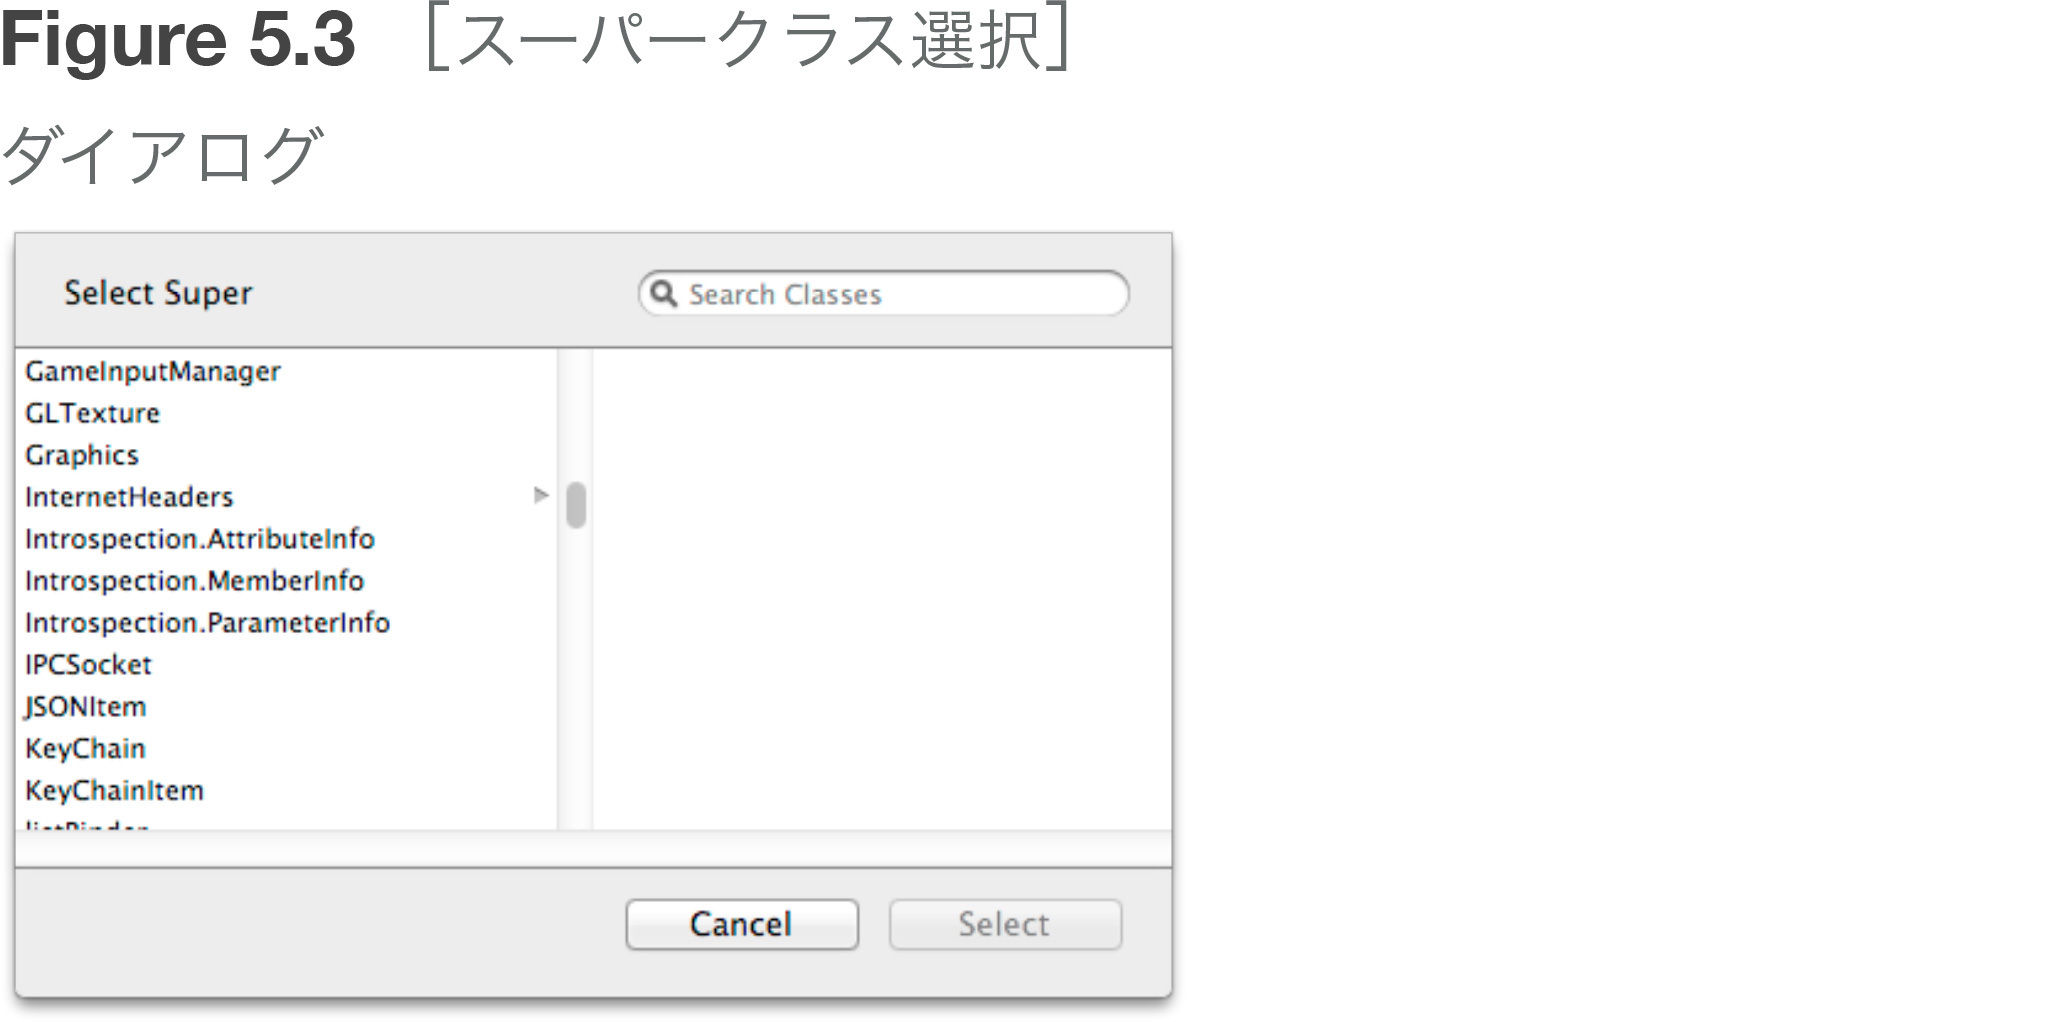 Figure 5.3 ［スーパークラス選択］
ダイアログ
Select Super
Search Classes
GameInputManager
GLTexture
Graphics
InternetHeaders
Introspection.AttributeInfo
Introspection.MemberInfo
Introspection.ParameterInfo
IPCSocket
JSONItem
KeyChain
KeyChainItem
Cancel
Select